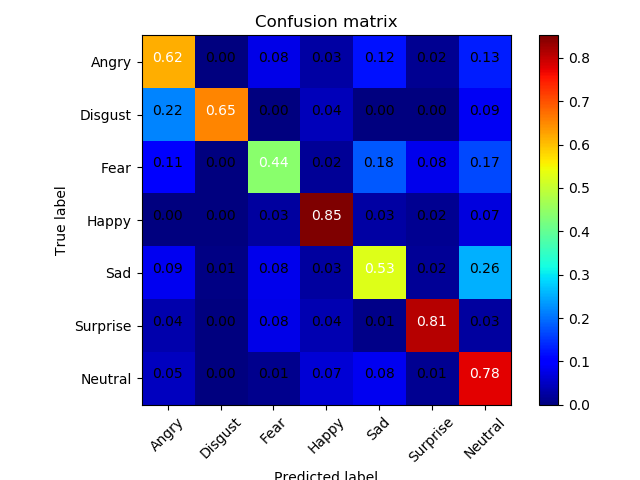 Confusion matrix
Angry 0.62 0.00 0.08 0.03 0.12 0.02 0.13
Disgust 0.22 0.65 0.00 0.04 0.00 0.00 0.09
Fear 0.11 0.00 0.44 0.02 0.18 0.08 0.17
Happy 0.00 0.00 0.03 0.85 0.03 0.02 0.07
Sad 0.09 0.01 0.08 0.03 0.53 0.02 0.26
Surprise 0.04 0.00 0.08 0.04 0.01 0.81 0.03
Neutral 0.05 0.00 0.01 0.07 0.08 0.01 0.78
True label
Angry Disgust Fear Happy Sad Surprise Neutral
Predicted label
0.8
0.7
0.6
0.5
0.4
0.3
0.2
0.1
0.0